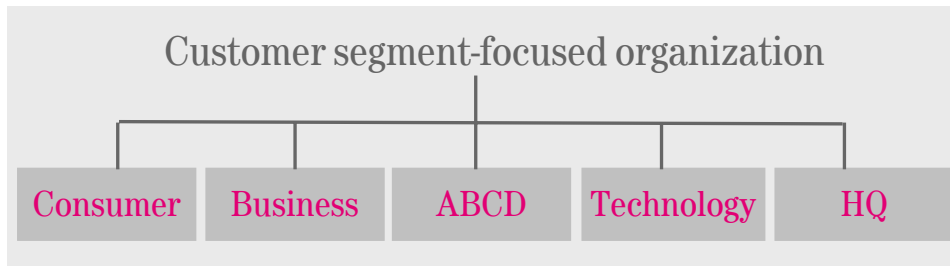 Customer segment-focused organization
Consumer Business ABCD Technology HQ